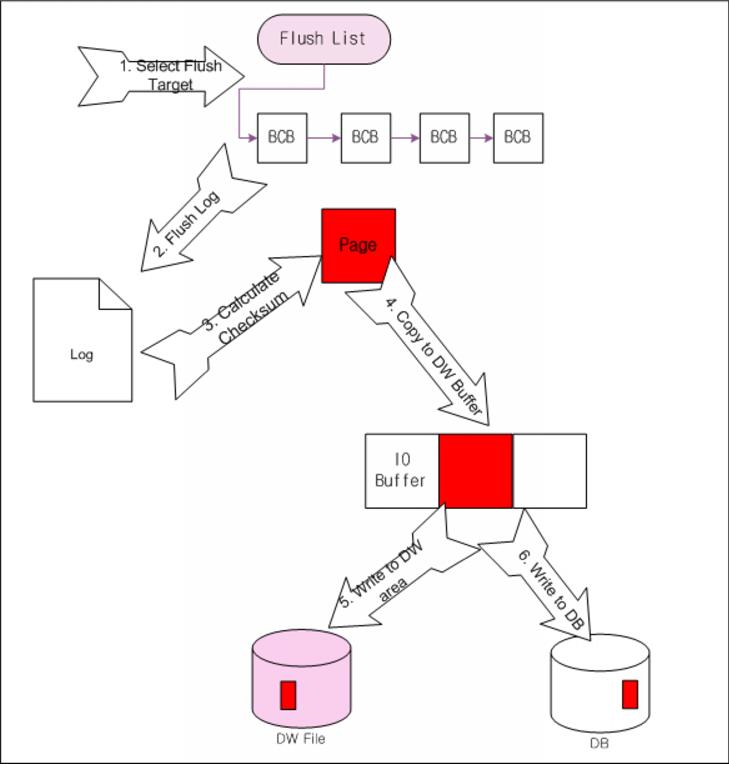 Flush List
1. Select Flush
Target
BCB
BCB
BCB
BCB
2. Flush Log
Page
3. Calculate
Checksum
Log
4. Copy to DW Buffer
IO
Buffer
5. Write to DW
area
6. Write to DB
DW File
DB